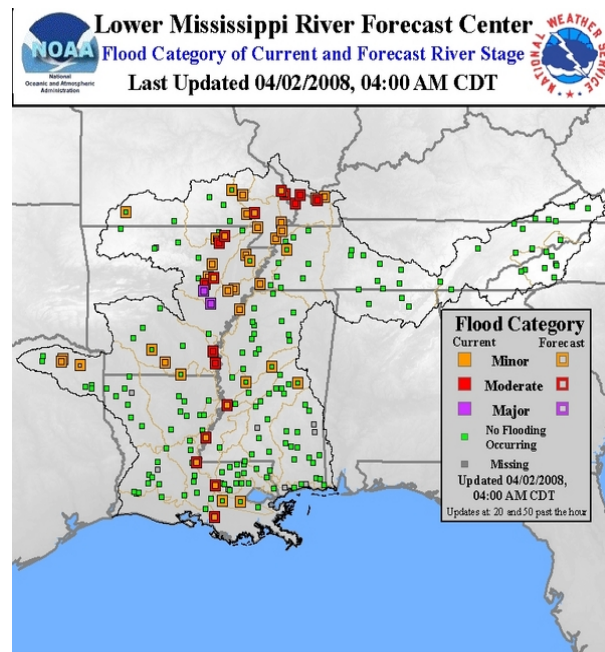 Lower Mississippi River Forecast Center
Flood Category of Current and Forecast River Stage
Last Updated 04/02/2008, 04:00 AM CDT
NOAA
National
Oceanic and Atmospheric
Administration
NATIONAL WEATHER SERVICE
Flood Category
Current Forecast
Minor
Moderate
Major
No Flooding
Occurring
Missing
Updated 04/02/2008,
04:00 AM CDT
Updates at: 20 and 50 past the hour